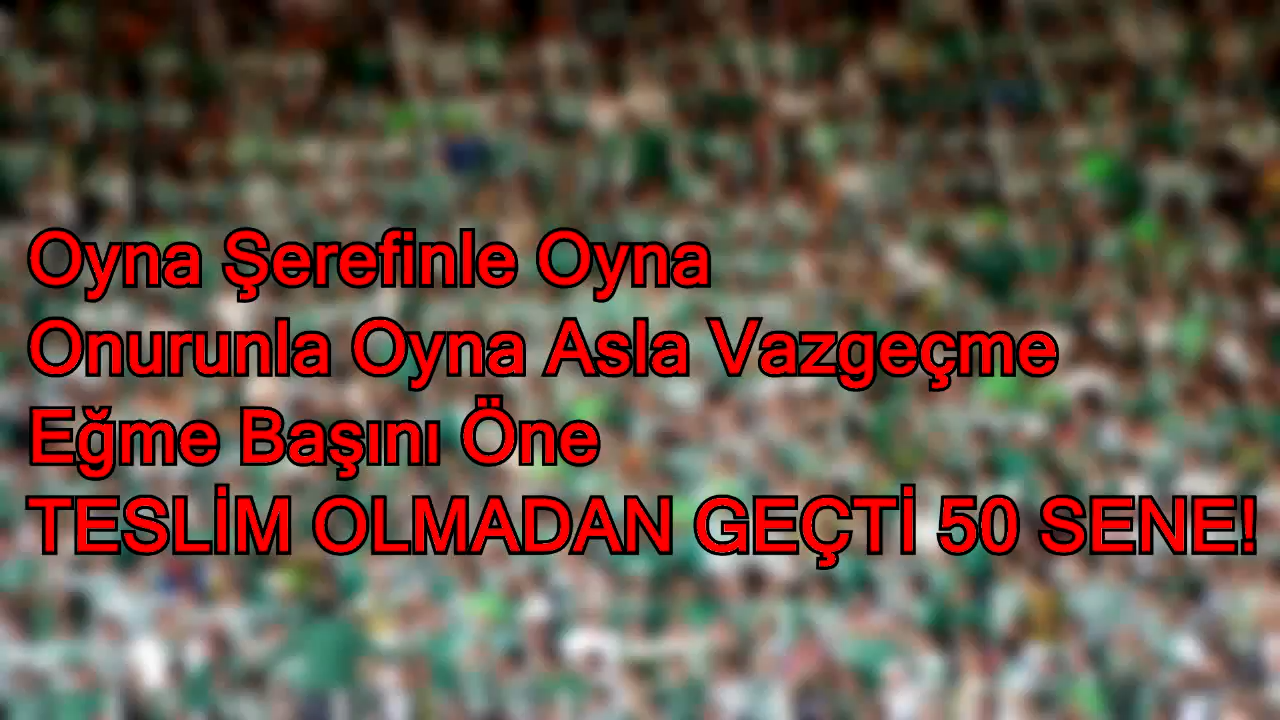 Oyna Şerefinle Oyna
Onurunla Oyna Asla Vazgeçme
Eğme Başını Öne
TESLİM OLMADAN GEÇTİ 50 SENE!